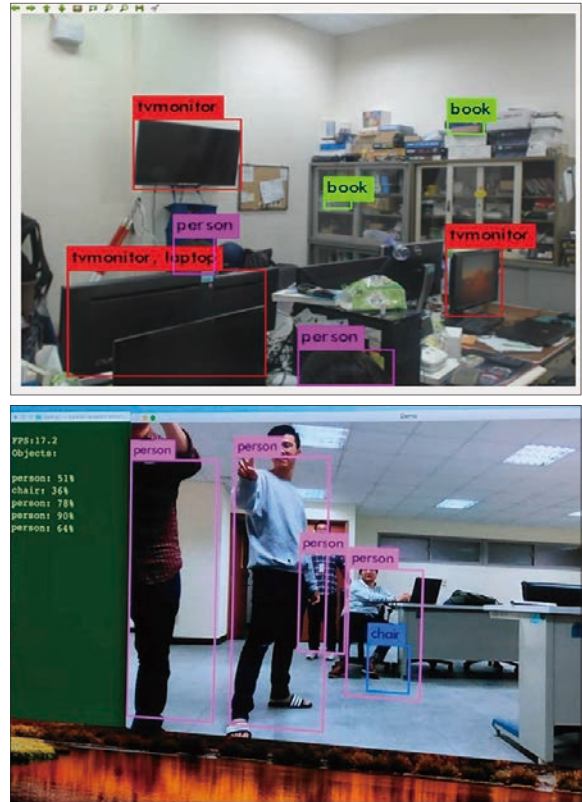 tvmonitor
book
book
person
tvmonitor
tvmonitor, laptop
person
Demo
FPS:17.2
Objects:
person: 51%
chair: 36%
person: 78%
person: 90%
person: 64%
person
person
person
person
chair